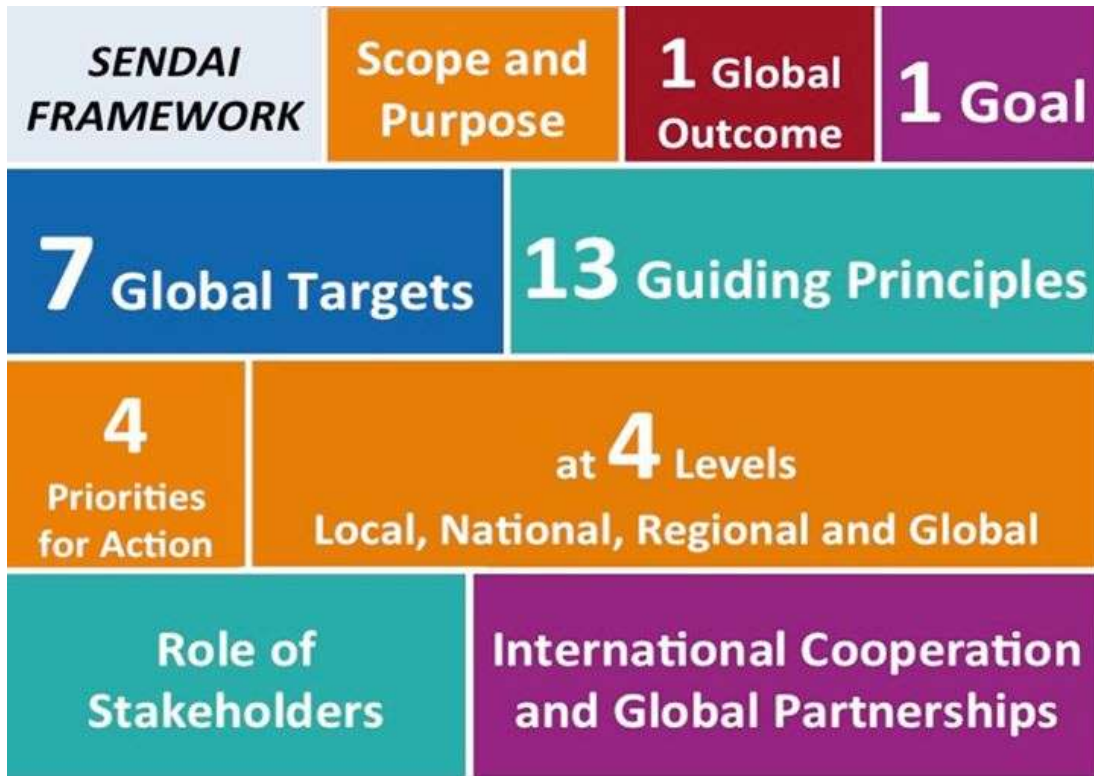 SENDAI
FRAMEWORK
Scope and
Purpose
1 Global
Outcome
1 Goal
7 Global Targets
13 Guiding Principles
4
Priorities
for Action
at 4 Levels
Local, National, Regional and Global
Role of
Stakeholders
International Cooperation
and Global Partnerships